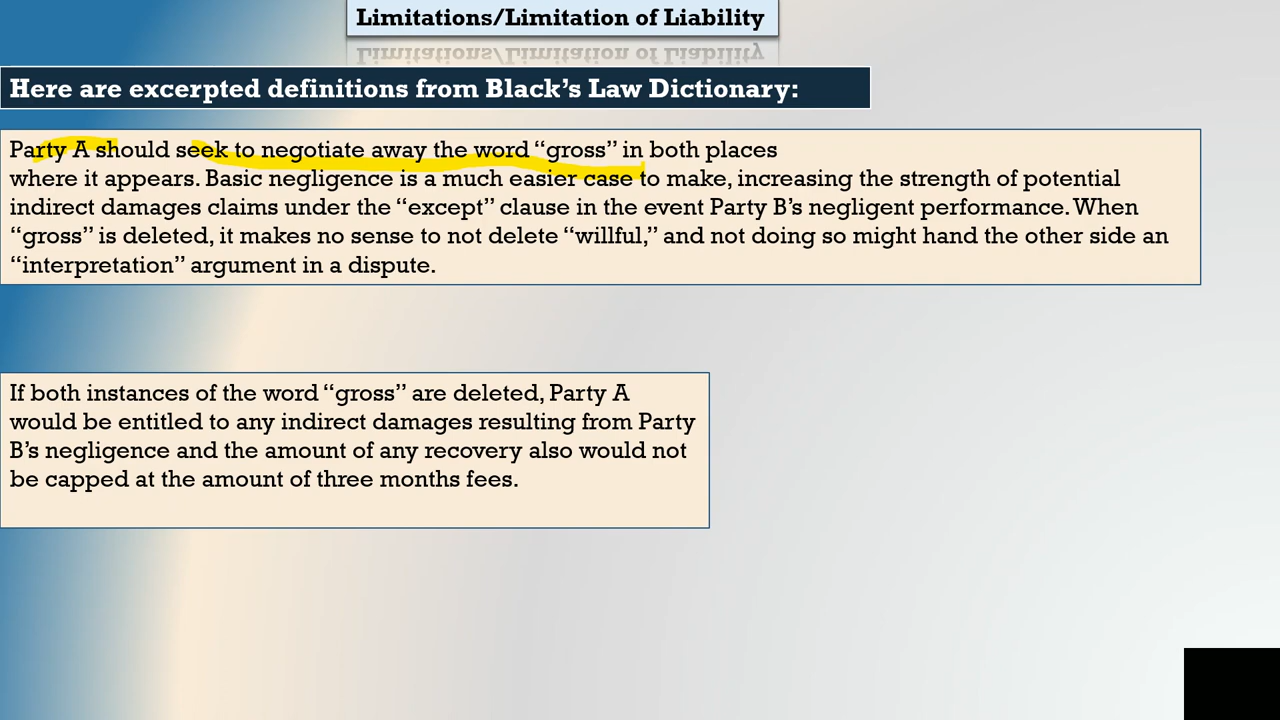 Limitations/Limitation of Liability
Here are excerpted definitions from Black’s Law Dictionary:
Party A should seek to negotiate away the word “gross” in both places
where it appears. Basic negligence is a much easier case to make, increasing the strength of potential
indirect damages claims under the “except” clause in the event Party B’s negligent performance. When
“gross” is deleted, it makes no sense to not delete “willful,” and not doing so might hand the other side an
“interpretation” argument in a dispute.
If both instances of the word “gross” are deleted, Party A
would be entitled to any indirect damages resulting from Party
B’s negligence and the amount of any recovery also would not
be capped at the amount of three months fees.